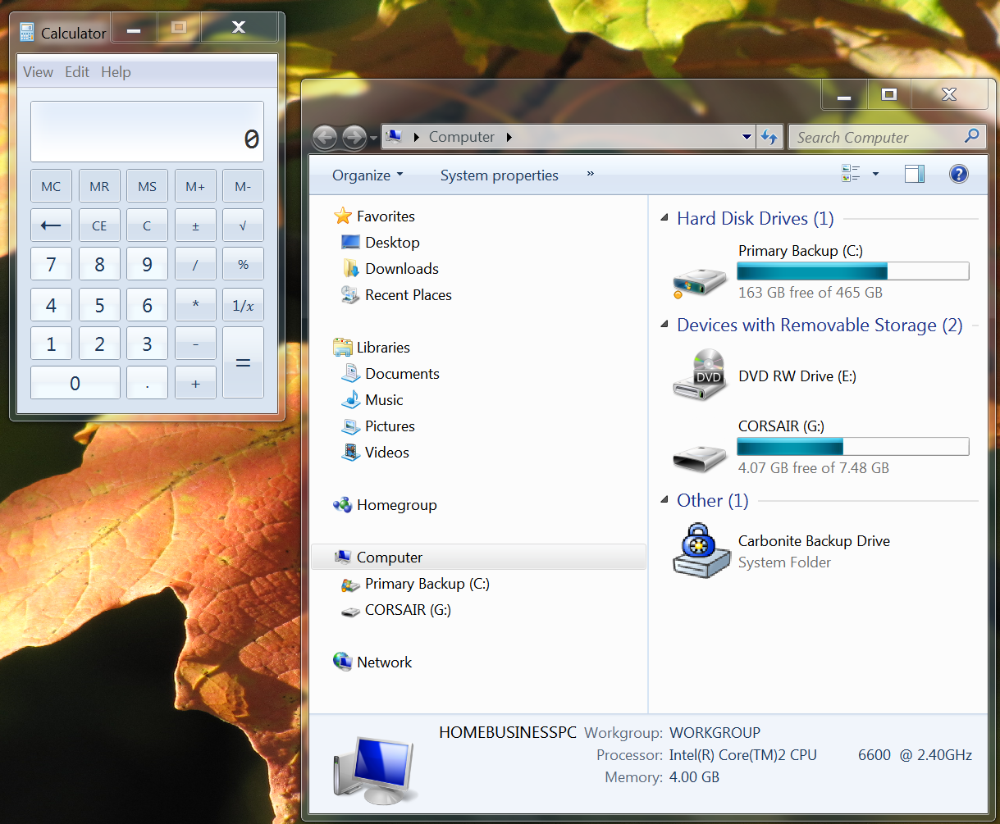 Calculator
View Edit Help
0
MC MR MS M+ M-
← CE C ± √
7 8 9 / %
4 5 6 * 1/x
1 2 3 - =
0 . +
Computer
Search Computer
Organize System properties »
Favorites
Desktop
Downloads
Recent Places
Libraries
Documents
Music
Pictures
Videos
Homegroup
Computer
Primary Backup (C:)
CORSAIR (G:)
Network
Hard Disk Drives (1)
Primary Backup (C:)
163 GB free of 465 GB
Devices with Removable Storage (2)
DVD
DVD RW Drive (E:)
CORSAIR (G:)
4.07 GB free of 7.48 GB
Other (1)
Carbonite Backup Drive
System Folder
HOMEBUSINESSPC Workgroup: WORKGROUP
Processor: Intel(R) Core(TM)2 CPU 6600 @ 2.40GHz
Memory: 4.00 GB